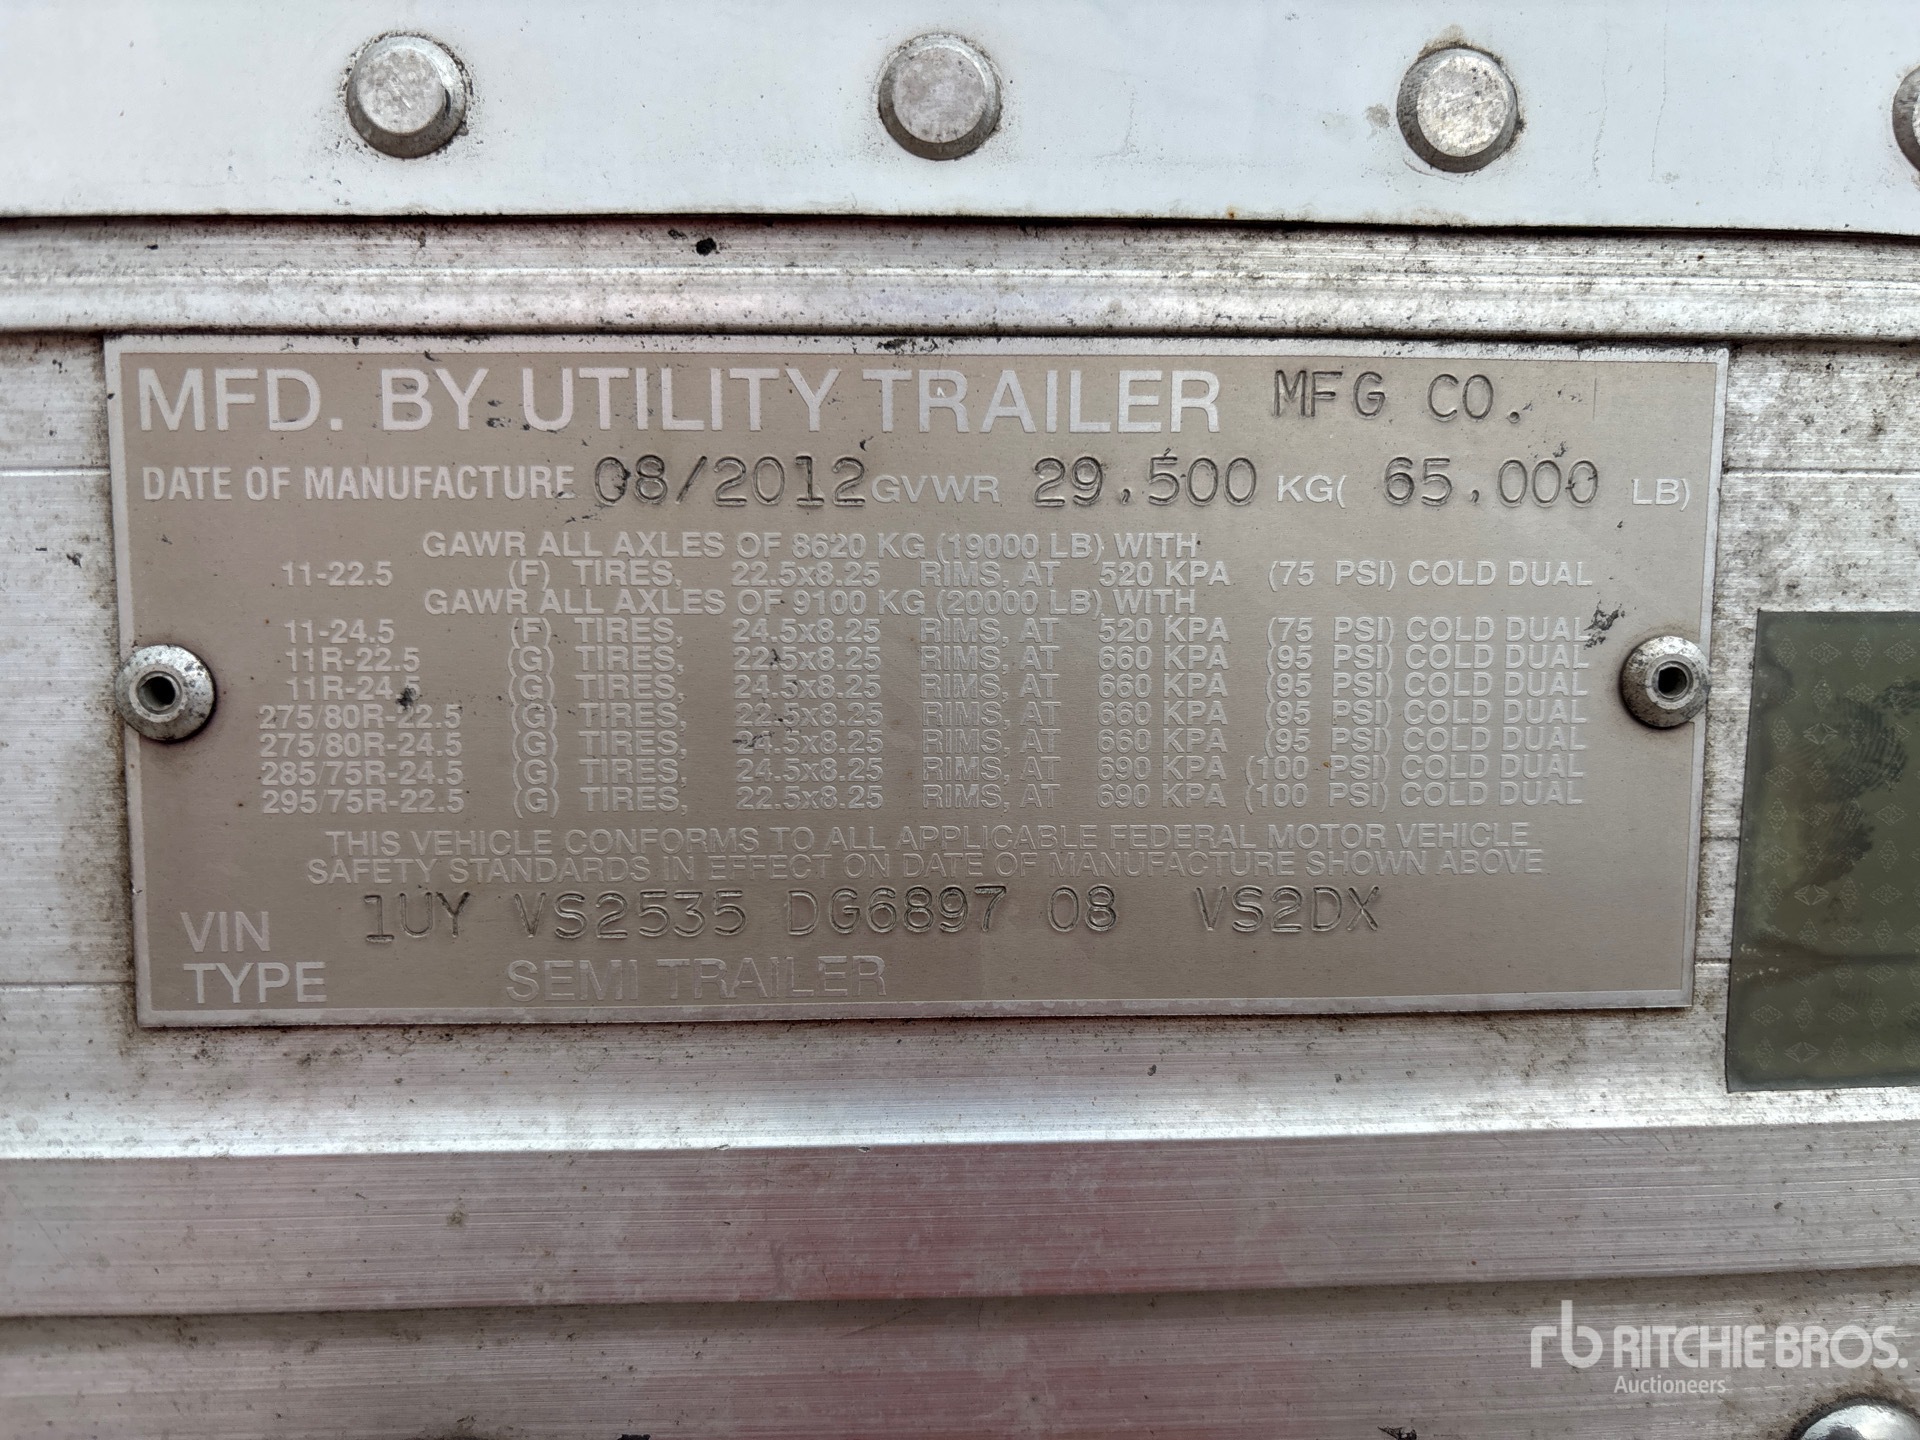 MFD. BY UTILITY TRAILER MFG CO.
DATE OF MANUFACTURE 08/2012 GVWR 29,500 KG( 65,000 LB)
GAWR ALL AXLES OF 8620 KG (19000 LB) WITH
11-22.5 (F) TIRES, 22.5x8.25 RIMS, AT 520 KPA (75 PSI) COLD DUAL
GAWR ALL AXLES OF 9100 KG (20000 LB) WITH
11-24.5 (F) TIRES, 24.5x8.25 RIMS, AT 520 KPA (75 PSI) COLD DUAL
11R-22.5 (G) TIRES, 22.5x8.25 RIMS, AT 660 KPA (95 PSI) COLD DUAL
11R-24.5 (G) TIRES, 24.5x8.25 RIMS, AT 660 KPA (95 PSI) COLD DUAL
275/80R-22.5 (G) TIRES, 22.5x8.25 RIMS, AT 660 KPA (95 PSI) COLD DUAL
275/80R-24.5 (G) TIRES, 24.5x8.25 RIMS, AT 660 KPA (95 PSI) COLD DUAL
285/75R-24.5 (G) TIRES, 24.5x8.25 RIMS, AT 690 KPA (100 PSI) COLD DUAL
295/75R-22.5 (G) TIRES, 22.5x8.25 RIMS, AT 690 KPA (100 PSI) COLD DUAL
THIS VEHICLE CONFORMS TO ALL APPLICABLE FEDERAL MOTOR VEHICLE
SAFETY STANDARDS IN EFFECT ON DATE OF MANUFACTURE SHOWN ABOVE
VIN 1UY VS2535 DG6897 08 VS2DX
TYPE SEMI TRAILER
rb RITCHIE BROS.
Auctioneers